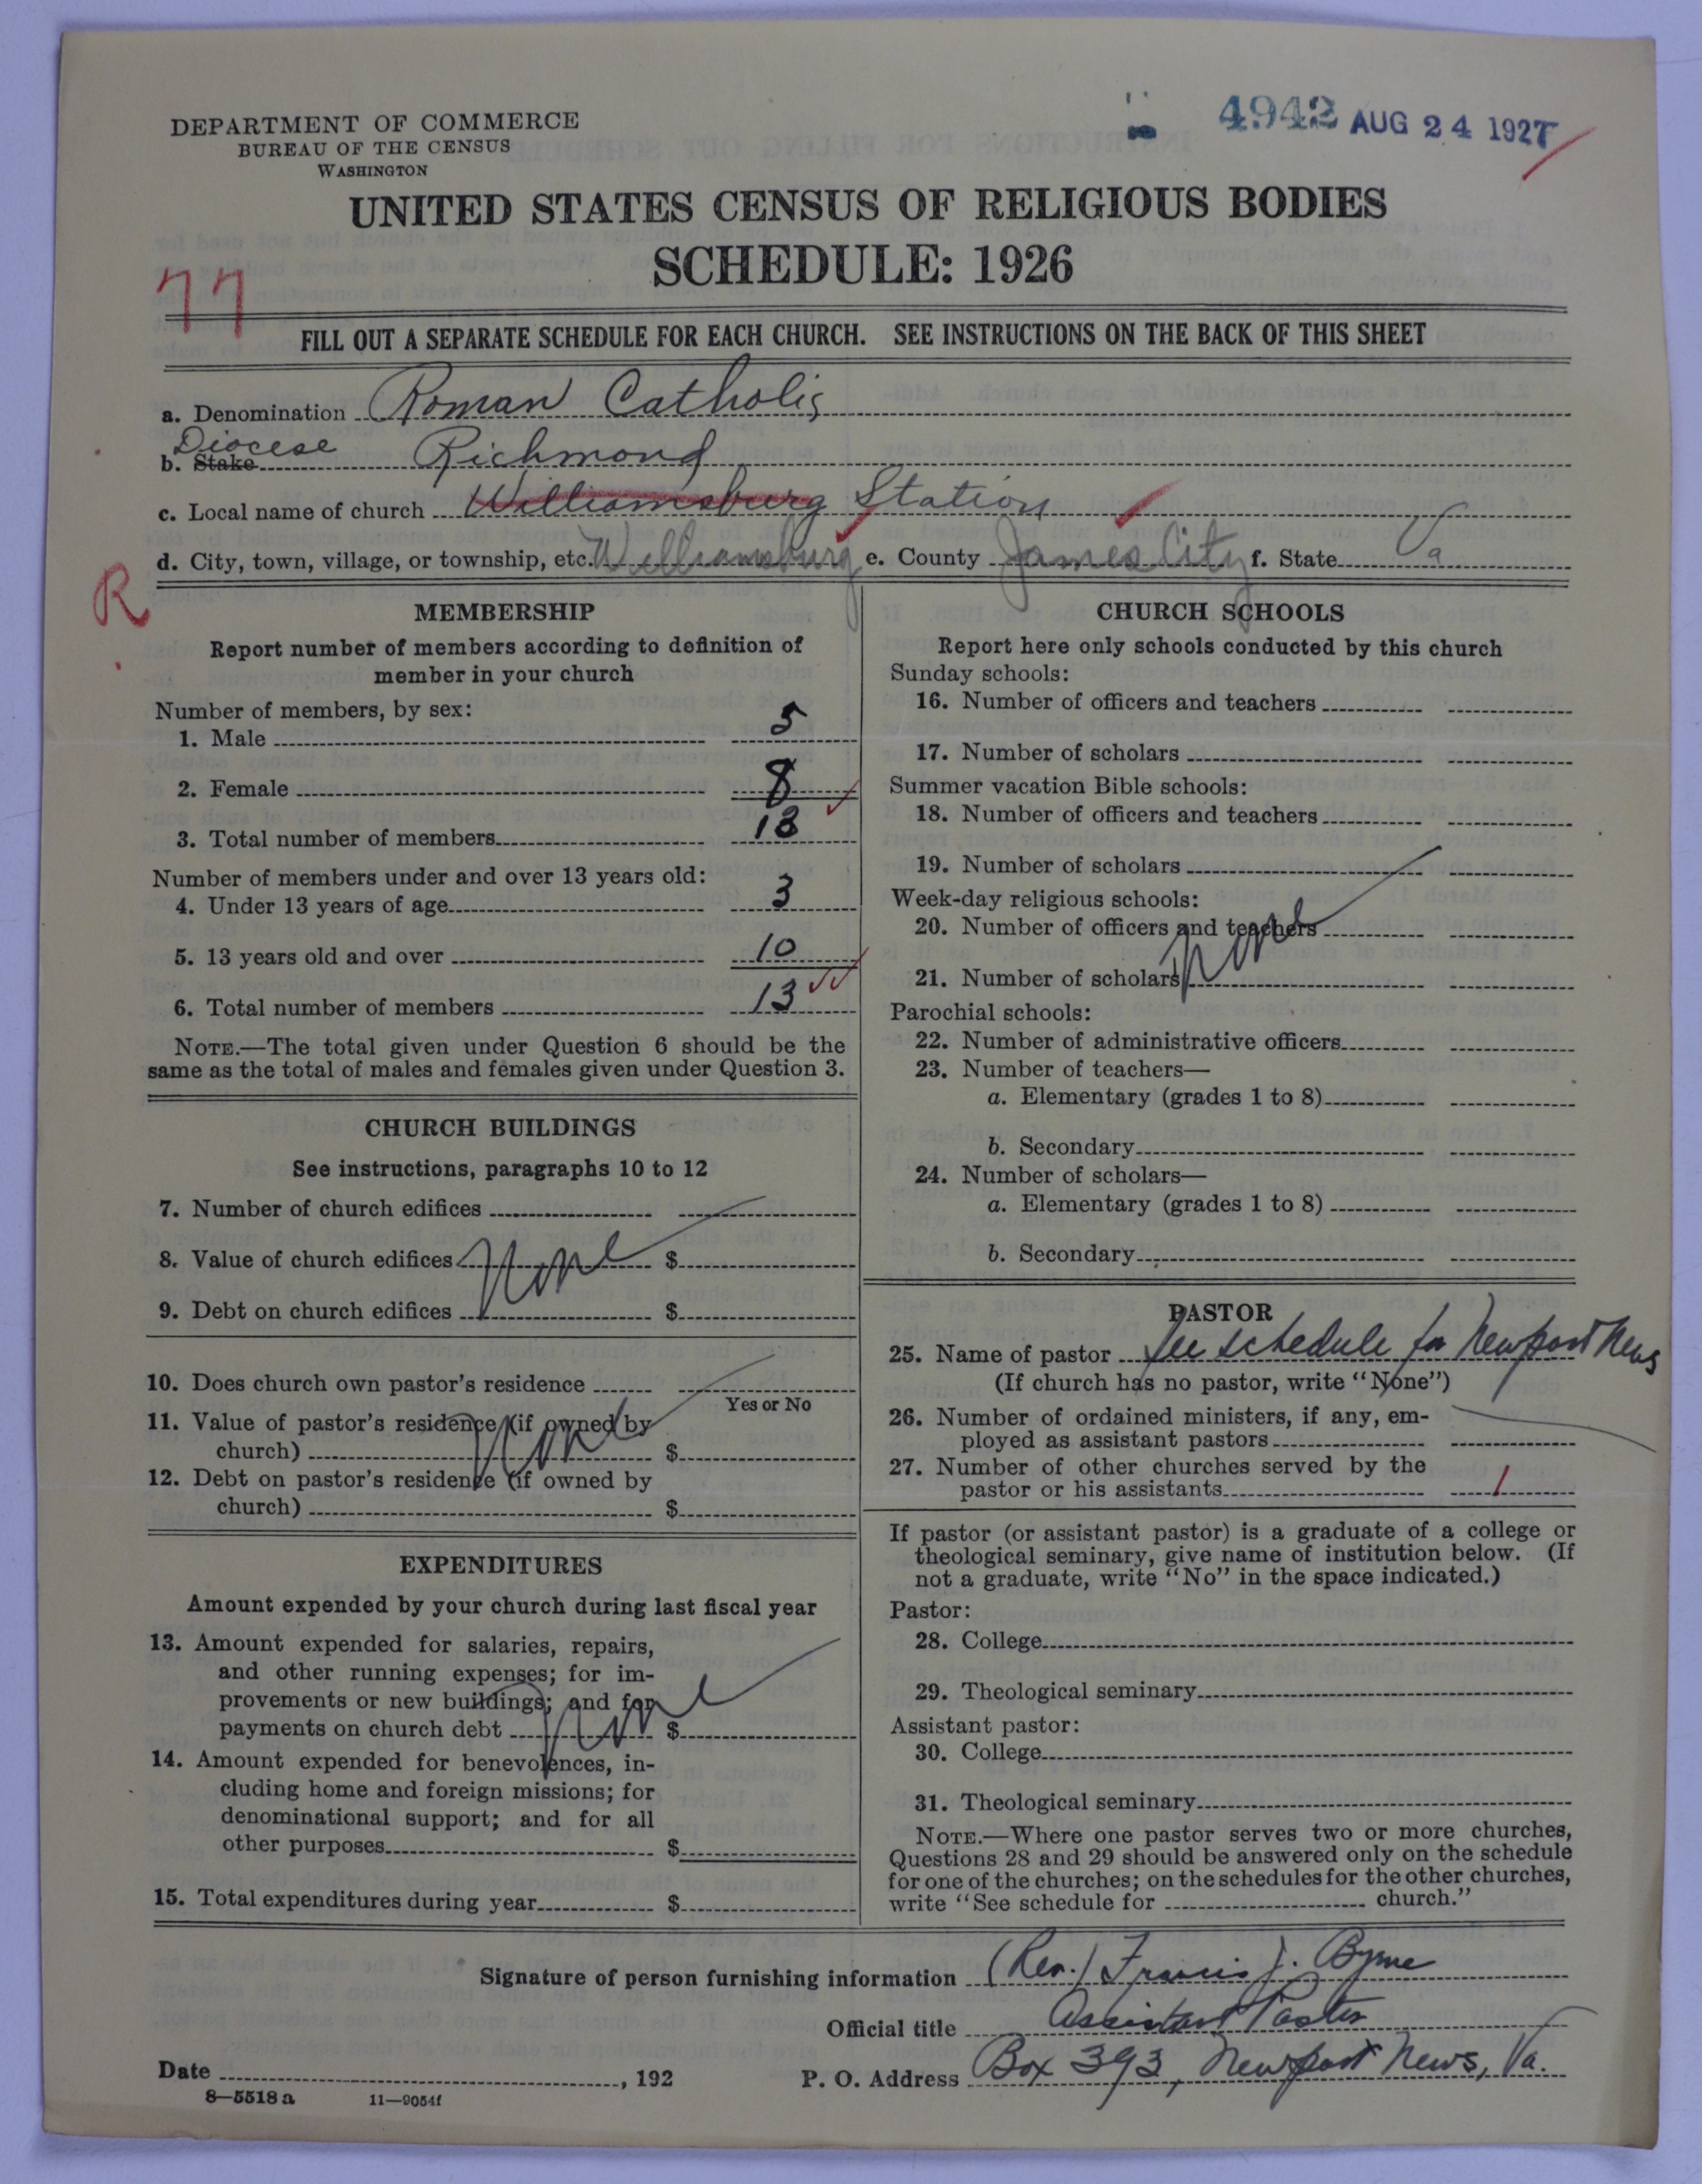 4942 AUG 24 1927
DEPARTMENT OF COMMERCE
BUREAU OF THE CENSUS
WASHINGTON
UNITED STATES CENSUS OF RELIGIOUS BODIES
SCHEDULE: 1926
77
FILL OUT A SEPARATE SCHEDULE FOR EACH CHURCH. SEE INSTRUCTIONS ON THE BACK OF THIS SHEET
a. Denomination Roman Catholic
Diocese
b. Stake Richmond
c. Local name of church Williamsburg Station
d. City, town, village, or township, etc. Williamsburg e. County James City f. State Va
R
MEMBERSHIP
Report number of members according to definition of
member in your church
Number of members, by sex:
1. Male 5
2. Female 8
3. Total number of members 13
Number of members under and over 13 years old:
4. Under 13 years of age 3
5. 13 years old and over 10
6. Total number of members 13
NOTE.—The total given under Question 6 should be the
same as the total of males and females given under Question 3.
CHURCH BUILDINGS
See instructions, paragraphs 10 to 12
7. Number of church edifices
8. Value of church edifices None $
9. Debt on church edifices $
10. Does church own pastor's residence
Yes or No
11. Value of pastor's residence (if owned by
church) None $
12. Debt on pastor's residence (if owned by
church) $
EXPENDITURES
Amount expended by your church during last fiscal year
13. Amount expended for salaries, repairs,
and other running expenses; for im-
provements or new buildings; and for
payments on church debt None $
14. Amount expended for benevolences, in-
cluding home and foreign missions; for
denominational support; and for all
other purposes $
15. Total expenditures during year $
CHURCH SCHOOLS
Report here only schools conducted by this church
Sunday schools:
16. Number of officers and teachers
17. Number of scholars
Summer vacation Bible schools:
18. Number of officers and teachers
19. Number of scholars
Week-day religious schools:
20. Number of officers and teachers
None
21. Number of scholars
Parochial schools:
22. Number of administrative officers
23. Number of teachers—
a. Elementary (grades 1 to 8)
b. Secondary
24. Number of scholars—
a. Elementary (grades 1 to 8)
b. Secondary
PASTOR
25. Name of pastor See schedule for Newport News
(If church has no pastor, write "None")
26. Number of ordained ministers, if any, em-
ployed as assistant pastors
27. Number of other churches served by the
pastor or his assistants 1
If pastor (or assistant pastor) is a graduate of a college or
theological seminary, give name of institution below. (If
not a graduate, write "No" in the space indicated.)
Pastor:
28. College
29. Theological seminary
Assistant pastor:
30. College
31. Theological seminary
NOTE.—Where one pastor serves two or more churches,
Questions 28 and 29 should be answered only on the schedule
for one of the churches; on the schedules for the other churches,
write "See schedule for church."
Signature of person furnishing information (Rev.) Francis J. Byrne
Official title Assistant Pastor
Date , 192 P. O. Address Box 393, Newport News, Va.
8—5518 a 11—9054f